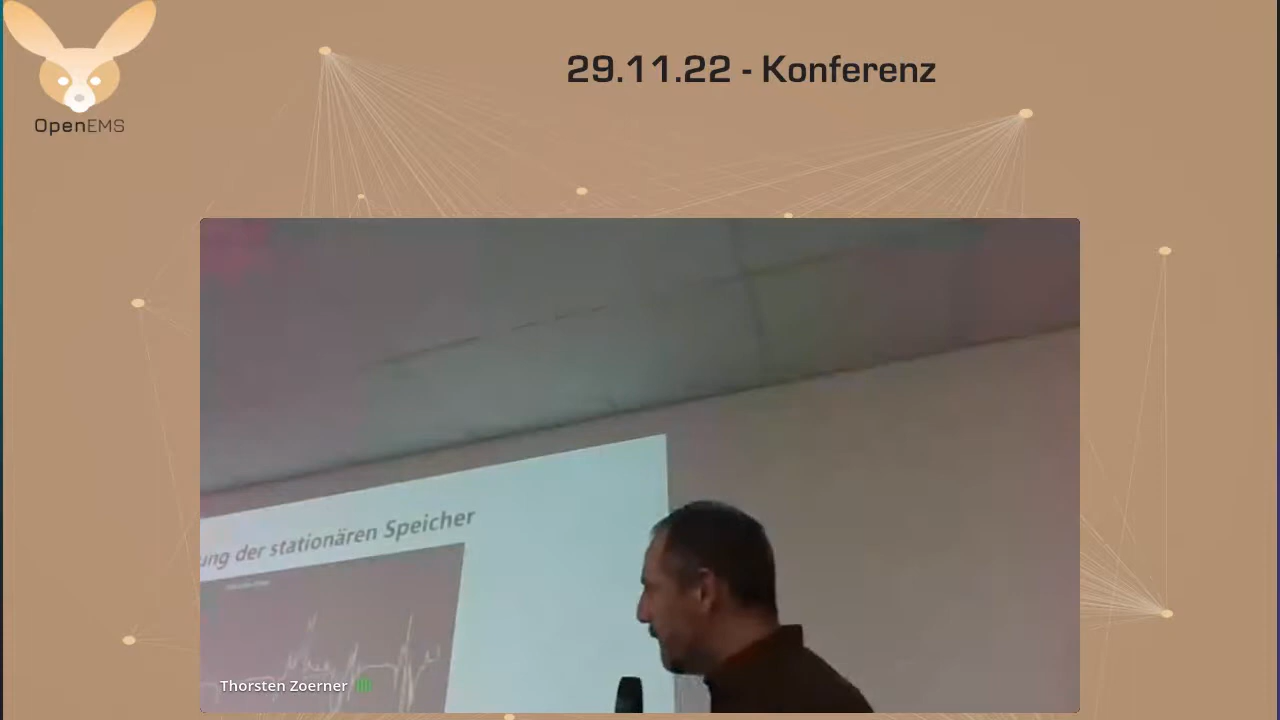 29.11.22 - Konferenz
OpenEMS
ung der stationären Speicher
Thorsten Zoerner